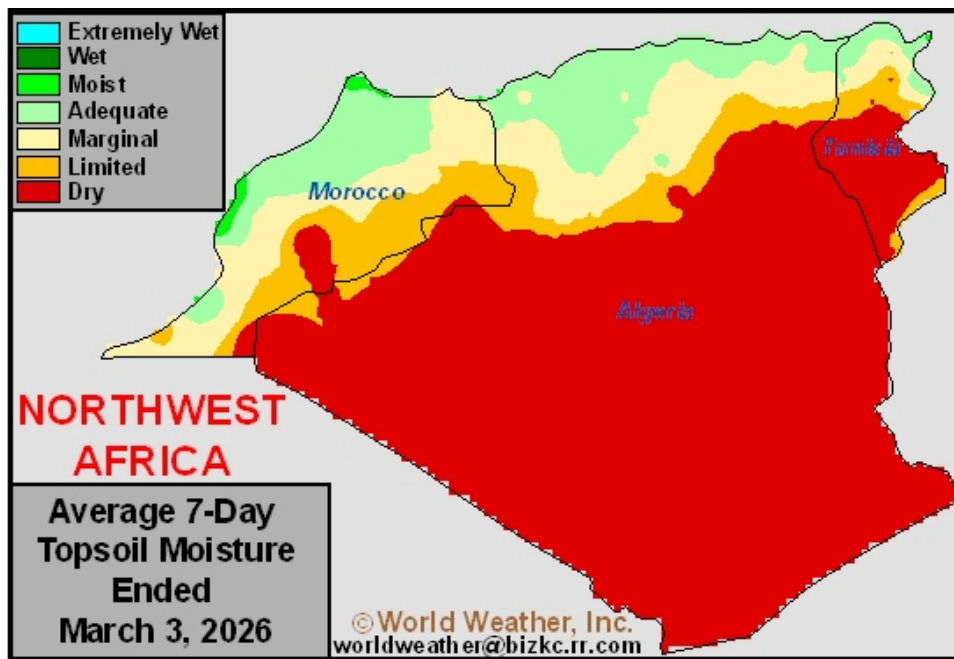 Extremely Wet
Wet
Moist
Adequate
Marginal
Limited
Dry
Morocco
Tunisia
Algeria
NORTHWEST
AFRICA
Average 7-Day
Topsoil Moisture
Ended
March 3, 2026
©World Weather, Inc.
worldweather@bizkc.rr.com